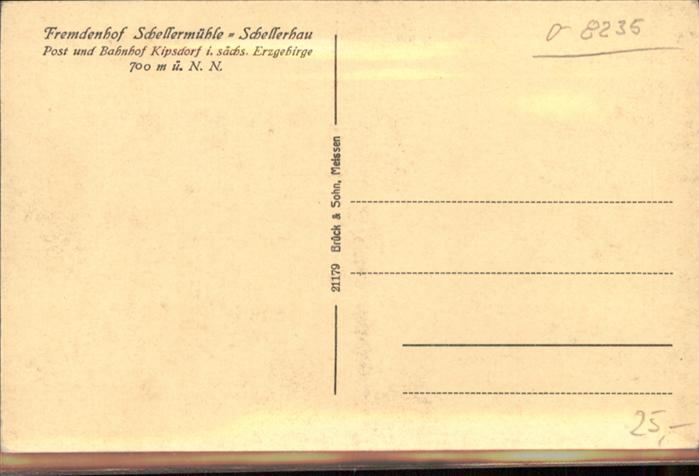 Fremdenhof Schellermühle = Schellerhau
Post und Bahnhof Kipsdorf i. sächs. Erzgebirge
700 m ü. N. N.
21179 Brück & Sohn, Meissen
8235
25,-